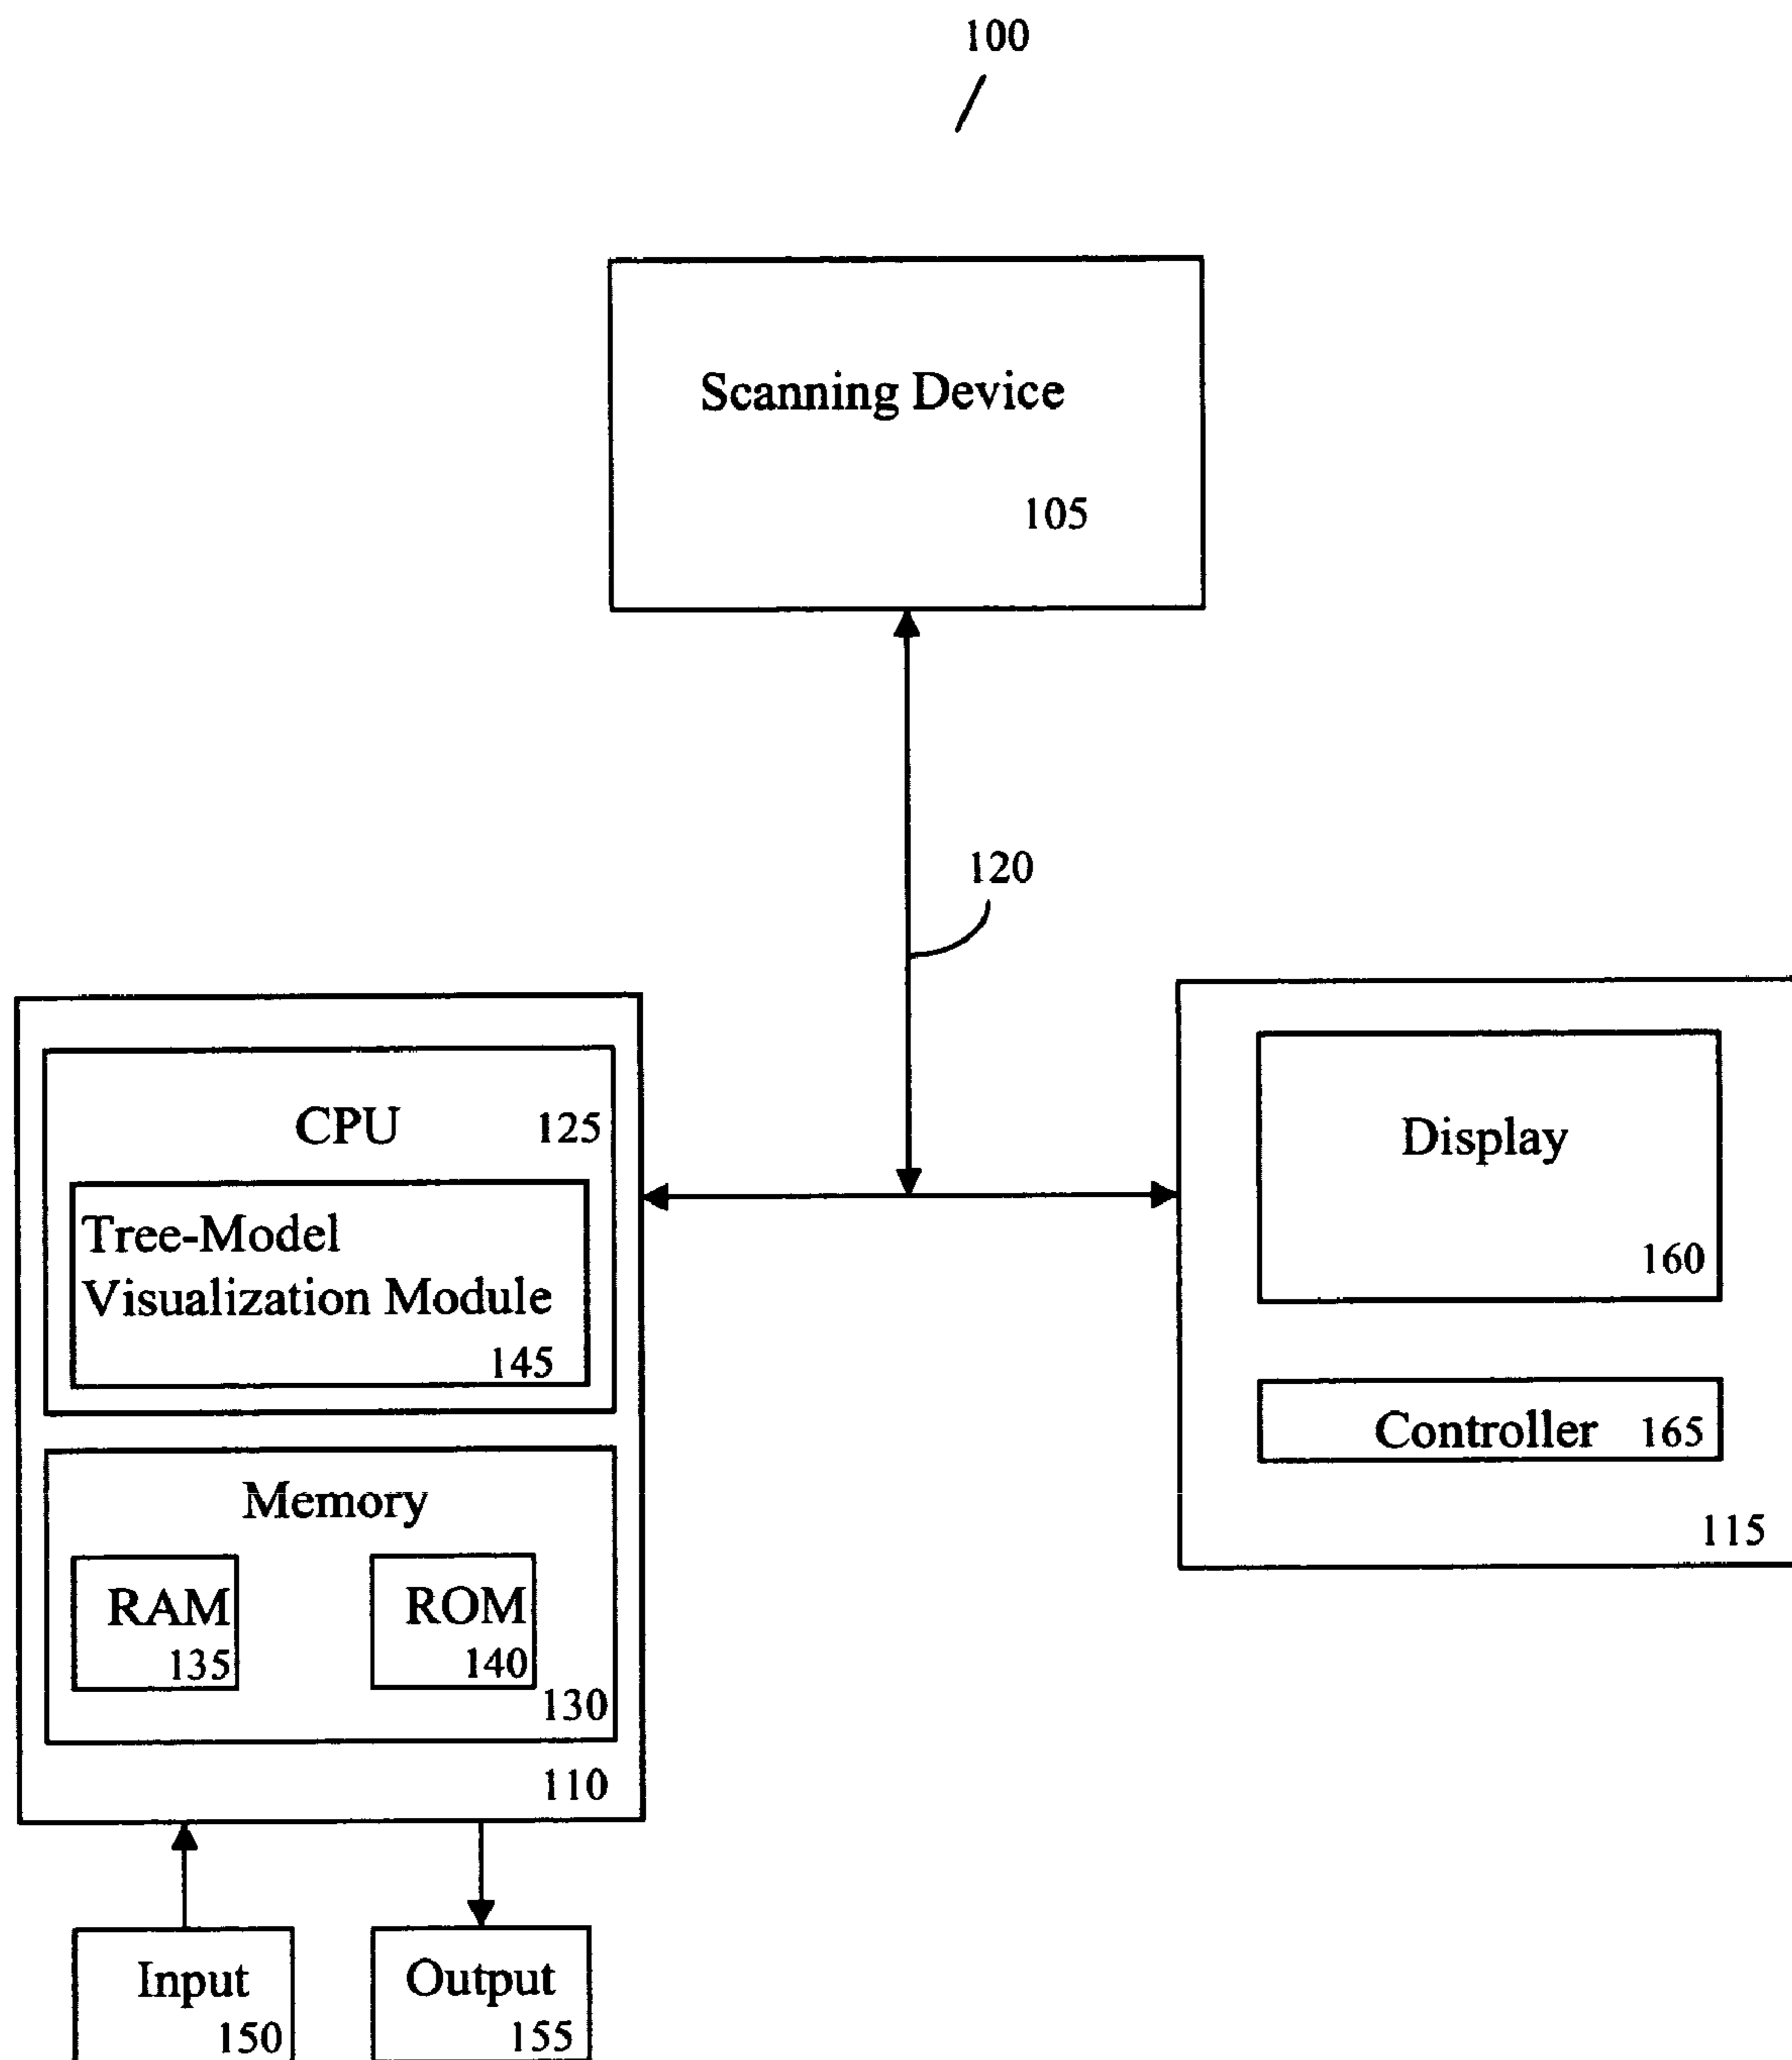 100
Scanning Device
105
120
CPU 125
Tree-Model
Visualization Module
145
Memory
RAM
135
ROM
140
130
110
Input
150
Output
155
Display
160
Controller 165
115